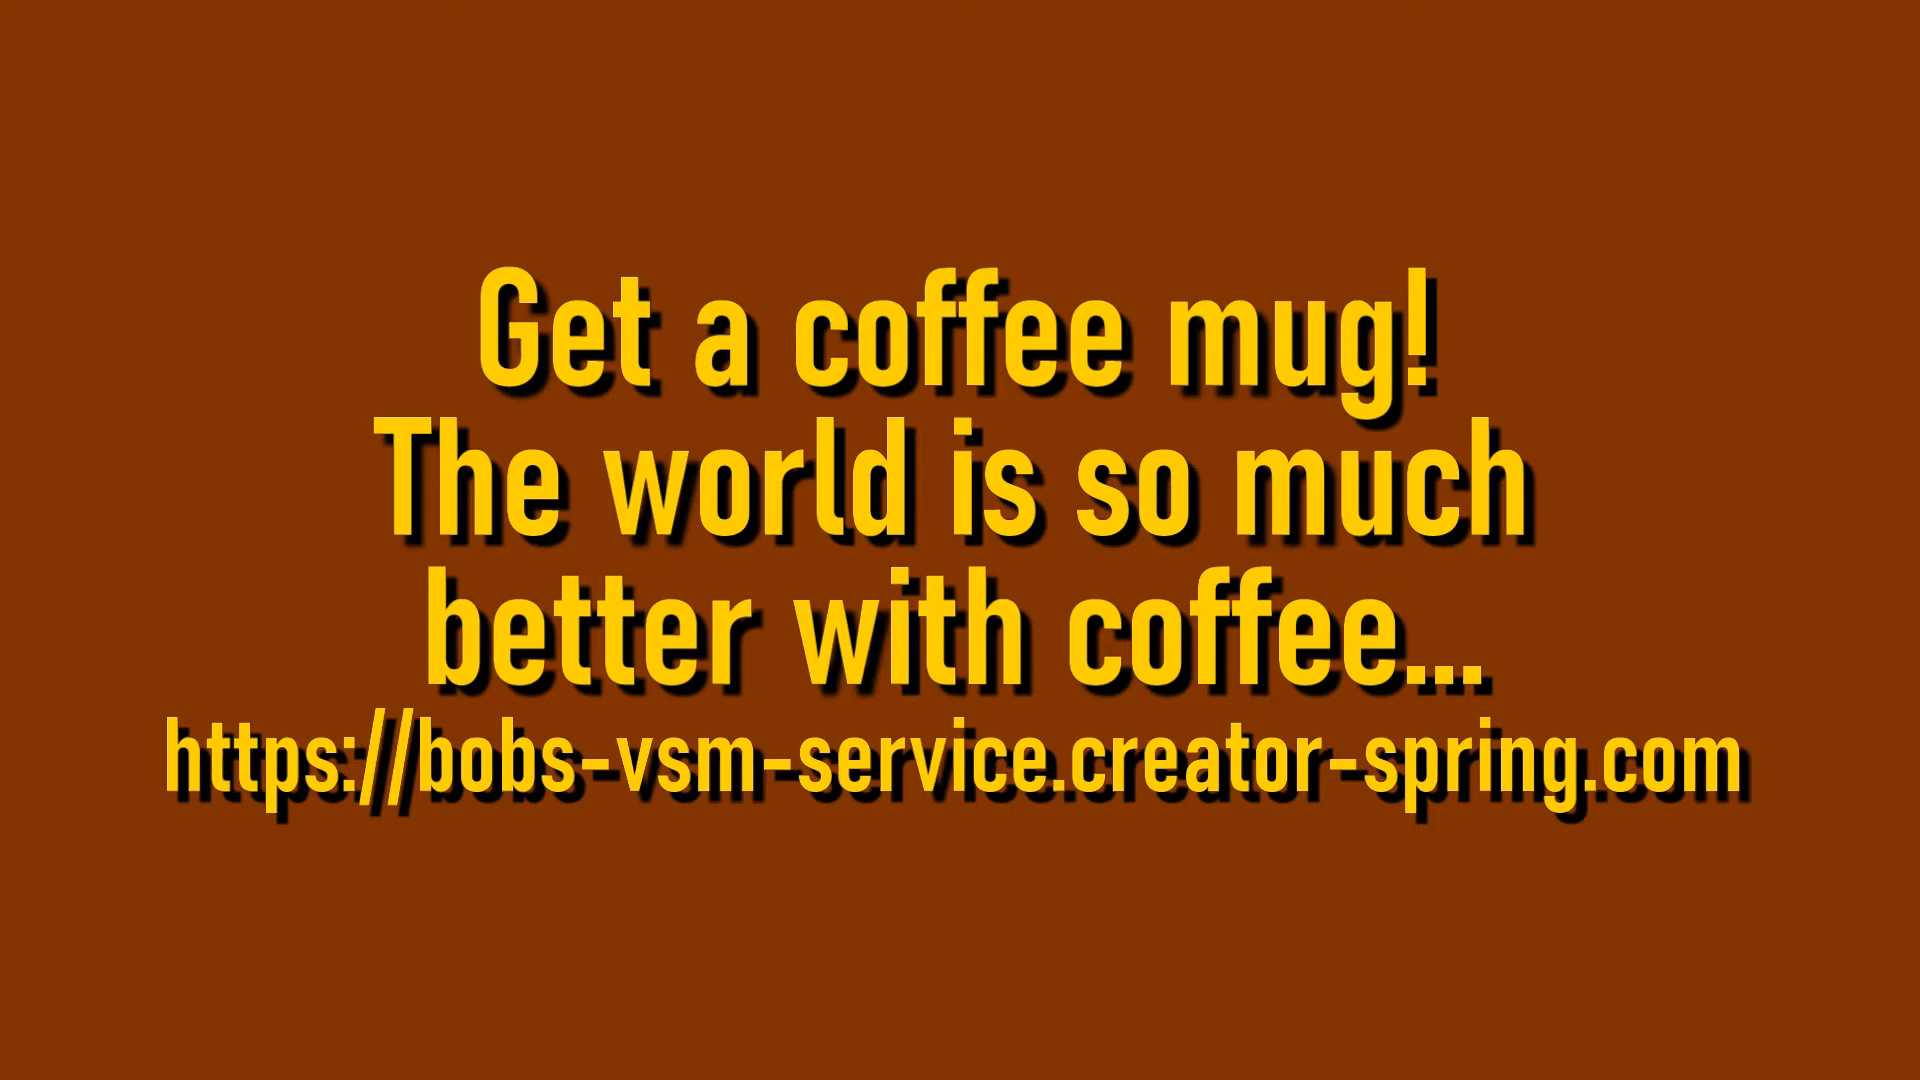 Get a coffee mug!
The world is so much
better with coffee...
https://bobs-vsm-service.creator-spring.com